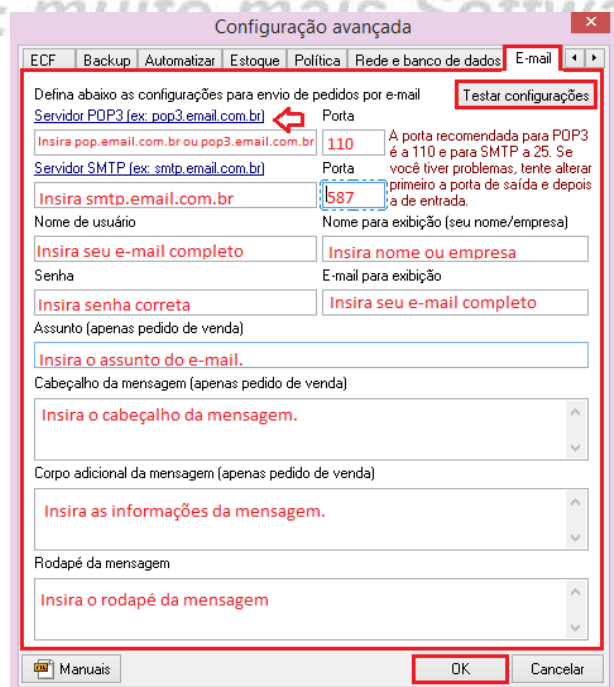 muito mais Softwa
Configuração avançada
ECF Backup Automatizar Estoque Política Rede e banco de dados E-mail
Defina abaixo as configurações para envio de pedidos por e-mail Testar configurações
Servidor POP3 (ex: pop3.email.com.br) Porta
Insira pop.email.com.br ou pop3.email.com.br 110
A porta recomendada para POP3
é a 110 e para SMTP a 25. Se
você tiver problemas, tente alterar
primeiro a porta de saída e depois
a de entrada.
Servidor SMTP (ex: smtp.email.com.br) Porta
Insira smtp.email.com.br 587
Nome de usuário Nome para exibição (seu nome/empresa)
Insira seu e-mail completo Insira nome ou empresa
Senha E-mail para exibição
Insira senha correta Insira seu e-mail completo
Assunto (apenas pedido de venda)
Insira o assunto do e-mail.
Cabeçalho da mensagem (apenas pedido de venda)
Insira o cabeçalho da mensagem.
Corpo adicional da mensagem (apenas pedido de venda)
Insira as informações da mensagem.
Rodapé da mensagem
Insira o rodapé da mensagem
Manuais OK Cancelar